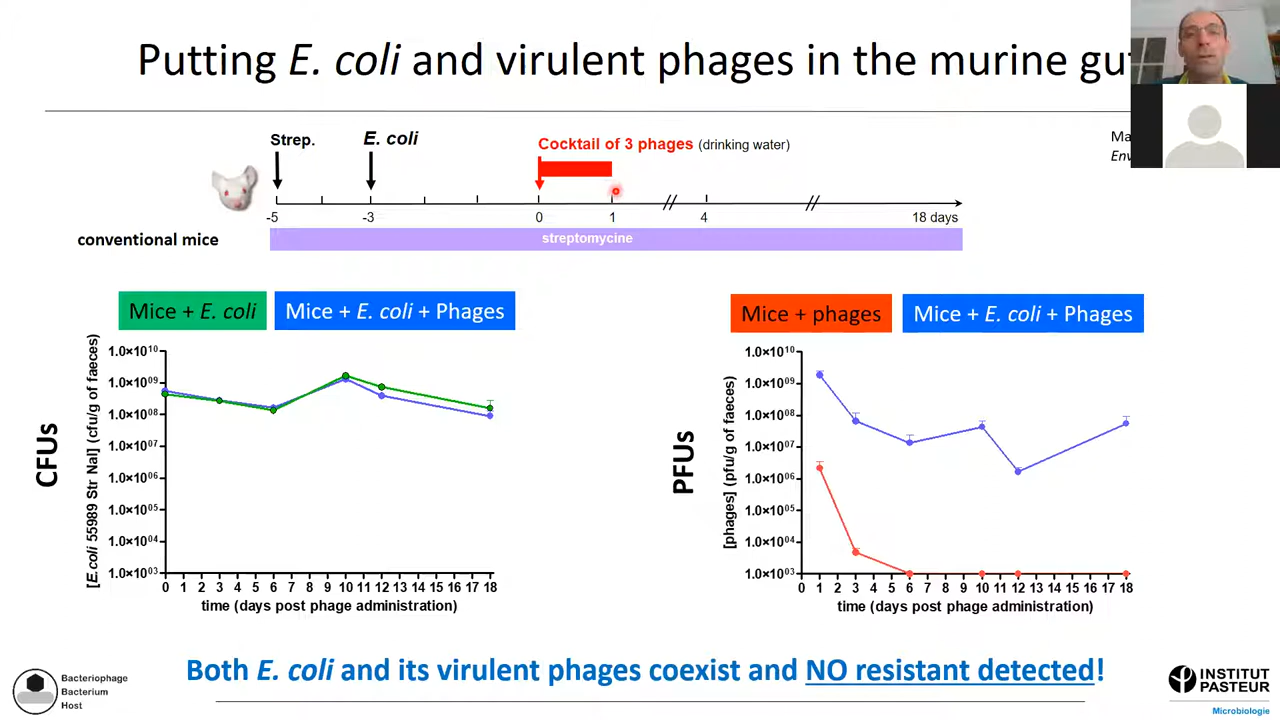 Putting E. coli and virulent phages in the murine gut
Strep.
E. coli
Cocktail of 3 phages (drinking water)
-5
-3
0
1
4
18 days
conventional mice
streptomycine
Mice + E. coli
Mice + E. coli + Phages
CFUs
[E.coli 55989 Str Nal] (cfu/g of faeces)
1.0×10¹⁰
1.0×10⁰⁹
1.0×10⁰⁸
1.0×10⁰⁷
1.0×10⁰⁶
1.0×10⁰⁵
1.0×10⁰⁴
1.0×10⁰³
0 1 2 3 4 5 6 7 8 9 10 11 12 13 14 15 16 17 18
time (days post phage administration)
Mice + phages
Mice + E. coli + Phages
PFUs
[phages] (pfu/g of faeces)
1.0×10¹⁰
1.0×10⁰⁹
1.0×10⁰⁸
1.0×10⁰⁷
1.0×10⁰⁶
1.0×10⁰⁵
1.0×10⁰⁴
1.0×10⁰³
0 1 2 3 4 5 6 7 8 9 10 11 12 13 14 15 16 17 18
time (days post phage administration)
Both E. coli and its virulent phages coexist and NO resistant detected!
Bacteriophage
Bacterium
Host
INSTITUT
PASTEUR
Microbiologie